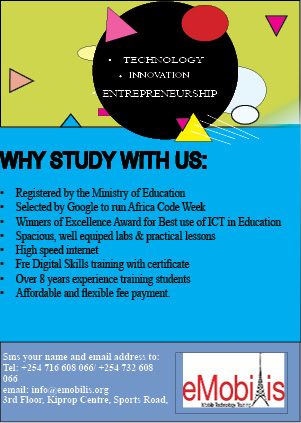 • TECHNOLOGY
• INNOVATION
• ENTREPRENEURSHIP
WHY STUDY WITH US:
• Registered by the Ministry of Education
• Selected by Google to run Africa Code Week
• Winners of Excellence Award for Best use of ICT in Education
• Spacious, well equiped labs & practical lessons
• High speed internet
• Fre Digital Skills training with certificate
• Over 8 years experience training students
• Affordable and flexible fee payment.
Sms your name and email address to:
Tel: +254 716 608 066/ +254 732 608
066
email: info@emobilis.org
3rd Floor, Kiprop Centre, Sports Road,
eMobilis
Mobile Technology Training